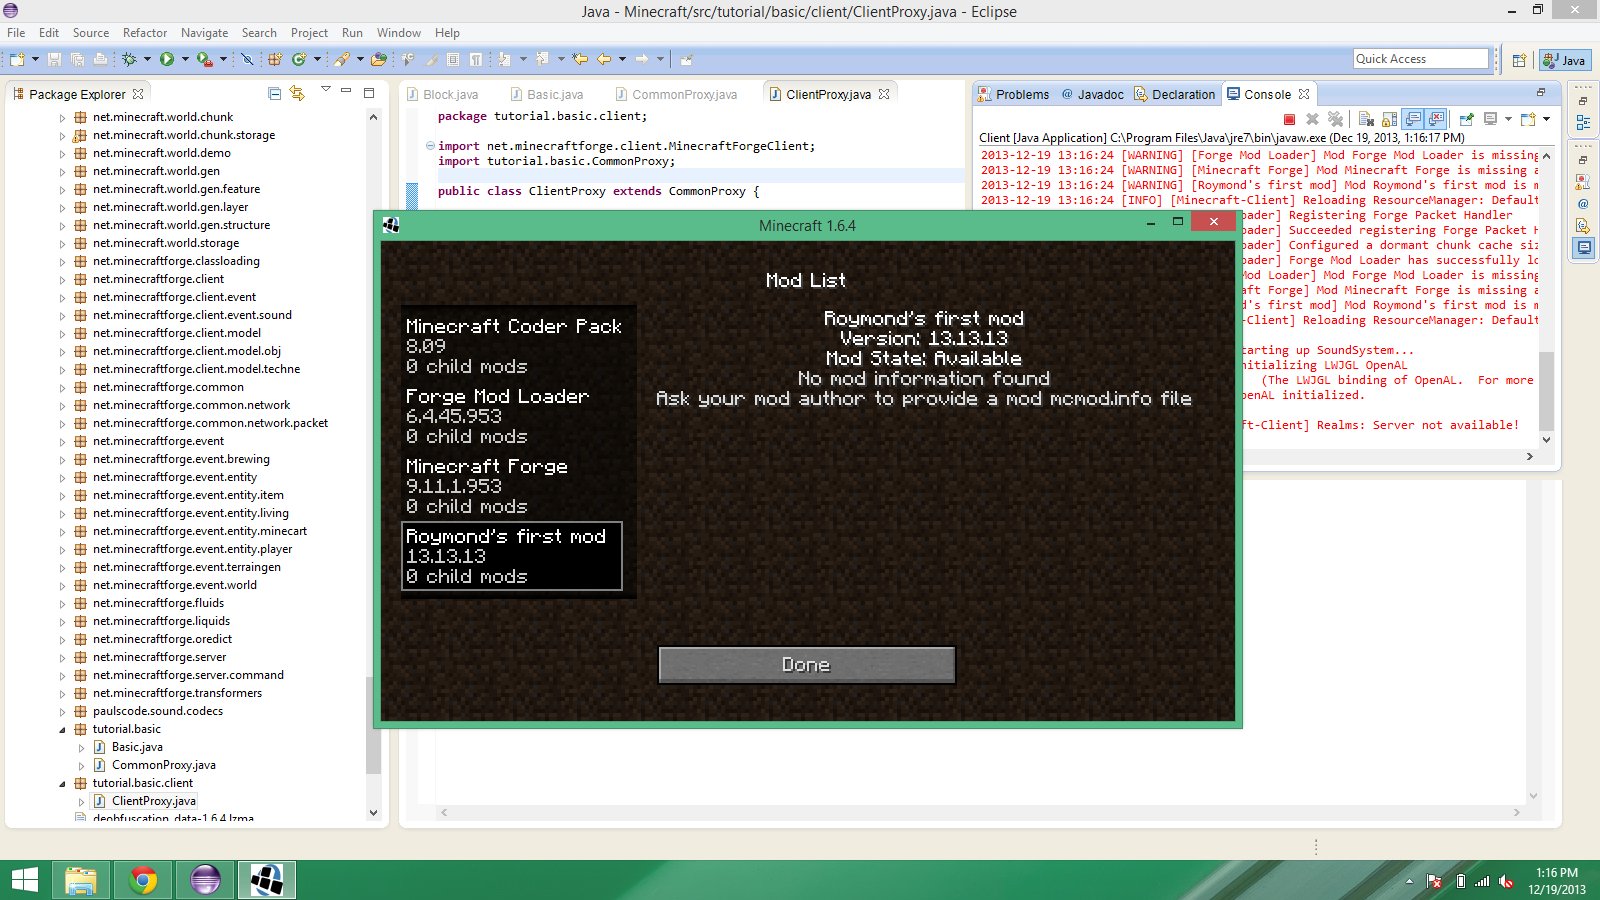 Java - Minecraft/src/tutorial/basic/client/ClientProxy.java - Eclipse
File Edit Source Refactor Navigate Search Project Run Window Help
Quick Access
Java
Package Explorer
net.minecraft.world.chunk
net.minecraft.world.chunk.storage
net.minecraft.world.demo
net.minecraft.world.gen
net.minecraft.world.gen.feature
net.minecraft.world.gen.layer
net.minecraft.world.gen.structure
net.minecraft.world.storage
net.minecraftforge.classloading
net.minecraftforge.client
net.minecraftforge.client.event
net.minecraftforge.client.event.sound
net.minecraftforge.client.model
net.minecraftforge.client.model.obj
net.minecraftforge.client.model.techne
net.minecraftforge.common
net.minecraftforge.common.network
net.minecraftforge.common.network.packet
net.minecraftforge.event
net.minecraftforge.event.brewing
net.minecraftforge.event.entity
net.minecraftforge.event.entity.item
net.minecraftforge.event.entity.living
net.minecraftforge.event.entity.minecart
net.minecraftforge.event.entity.player
net.minecraftforge.event.terraingen
net.minecraftforge.event.world
net.minecraftforge.fluids
net.minecraftforge.liquids
net.minecraftforge.oredict
net.minecraftforge.server
net.minecraftforge.server.command
net.minecraftforge.transformers
paulscode.sound.codecs
tutorial.basic
Basic.java
CommonProxy.java
tutorial.basic.client
ClientProxy.java
deobfuscation_data-1.6.4.lzma
Block.java Basic.java CommonProxy.java ClientProxy.java
package tutorial.basic.client;
import net.minecraftforge.client.MinecraftForgeClient;
import tutorial.basic.CommonProxy;
public class ClientProxy extends CommonProxy {
Problems @ Javadoc Declaration Console
Client [Java Application] C:\Program Files\Java\jre7\bin\javaw.exe (Dec 19, 2013, 1:16:17 PM)
2013-12-19 13:16:24 [WARNING] [Forge Mod Loader] Mod Forge Mod Loader is missing
2013-12-19 13:16:24 [WARNING] [Minecraft Forge] Mod Minecraft Forge is missing a
2013-12-19 13:16:24 [WARNING] [Roymond's first mod] Mod Roymond's first mod is m
2013-12-19 13:16:24 [INFO] [Minecraft-Client] Reloading ResourceManager: Default
oader] Registering Forge Packet Handler
oader] Succeeded registering Forge Packet H
oader] Configured a dormant chunk cache siz
oader] Forge Mod Loader has successfully lo
Mod Loader] Mod Forge Mod Loader is missing
aft Forge] Mod Minecraft Forge is missing a
d's first mod] Mod Roymond's first mod is m
t-Client] Reloading ResourceManager: Default
tarting up SoundSystem...
nitializing LWJGL OpenAL
(The LWJGL binding of OpenAL. For more
penAL initialized.
ft-Client] Realms: Server not available!
Minecraft 1.6.4
Mod List
Minecraft Coder Pack
8.09
0 child mods
Forge Mod Loader
6.4.45.953
0 child mods
Minecraft Forge
9.11.1.953
0 child mods
Roymond's first mod
13.13.13
0 child mods
Roymond's first mod
Version: 13.13.13
Mod State: Available
No mod information found
Ask your mod author to provide a mod mcmod.info file
Done
1:16 PM
12/19/2013